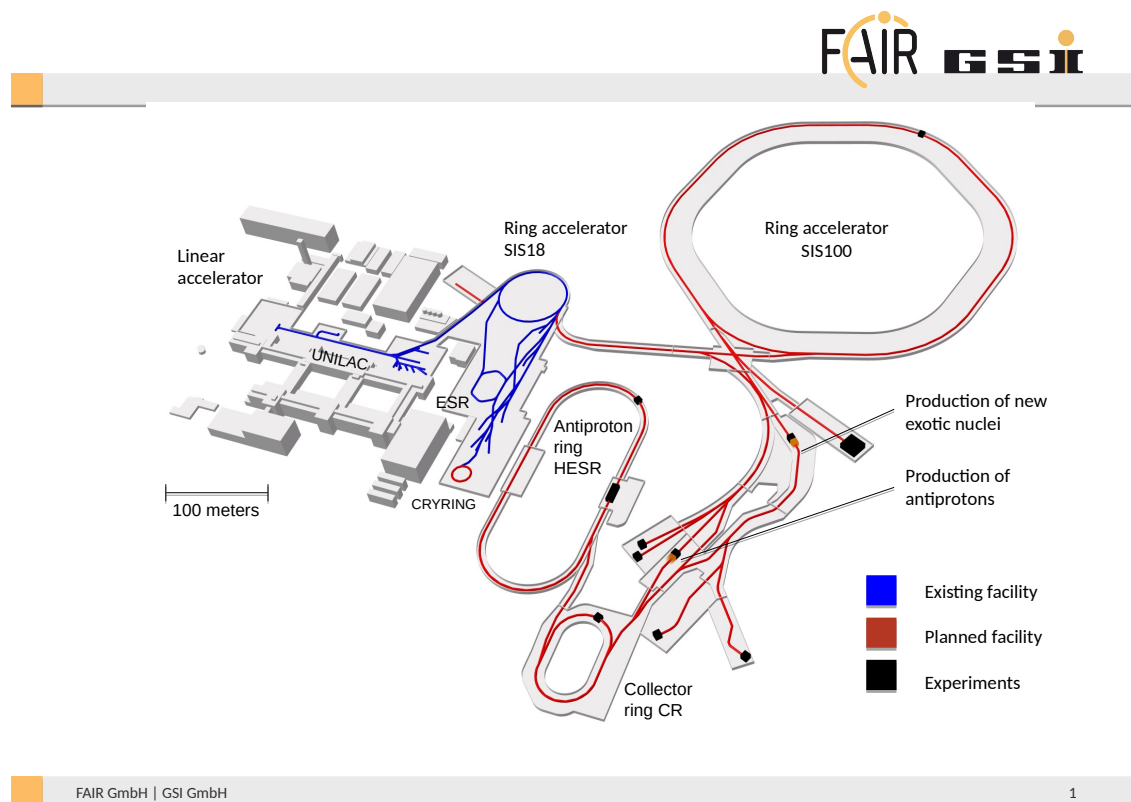 FAIR GSI
Ring accelerator
SIS18
Ring accelerator
SIS100
Linear
accelerator
UNILAC
ESR
Antiproton
ring
HESR
CRYRING
100 meters
Production of new
exotic nuclei
Production of
antiprotons
Existing facility
Planned facility
Experiments
Collector
ring CR
FAIR GmbH | GSI GmbH
1